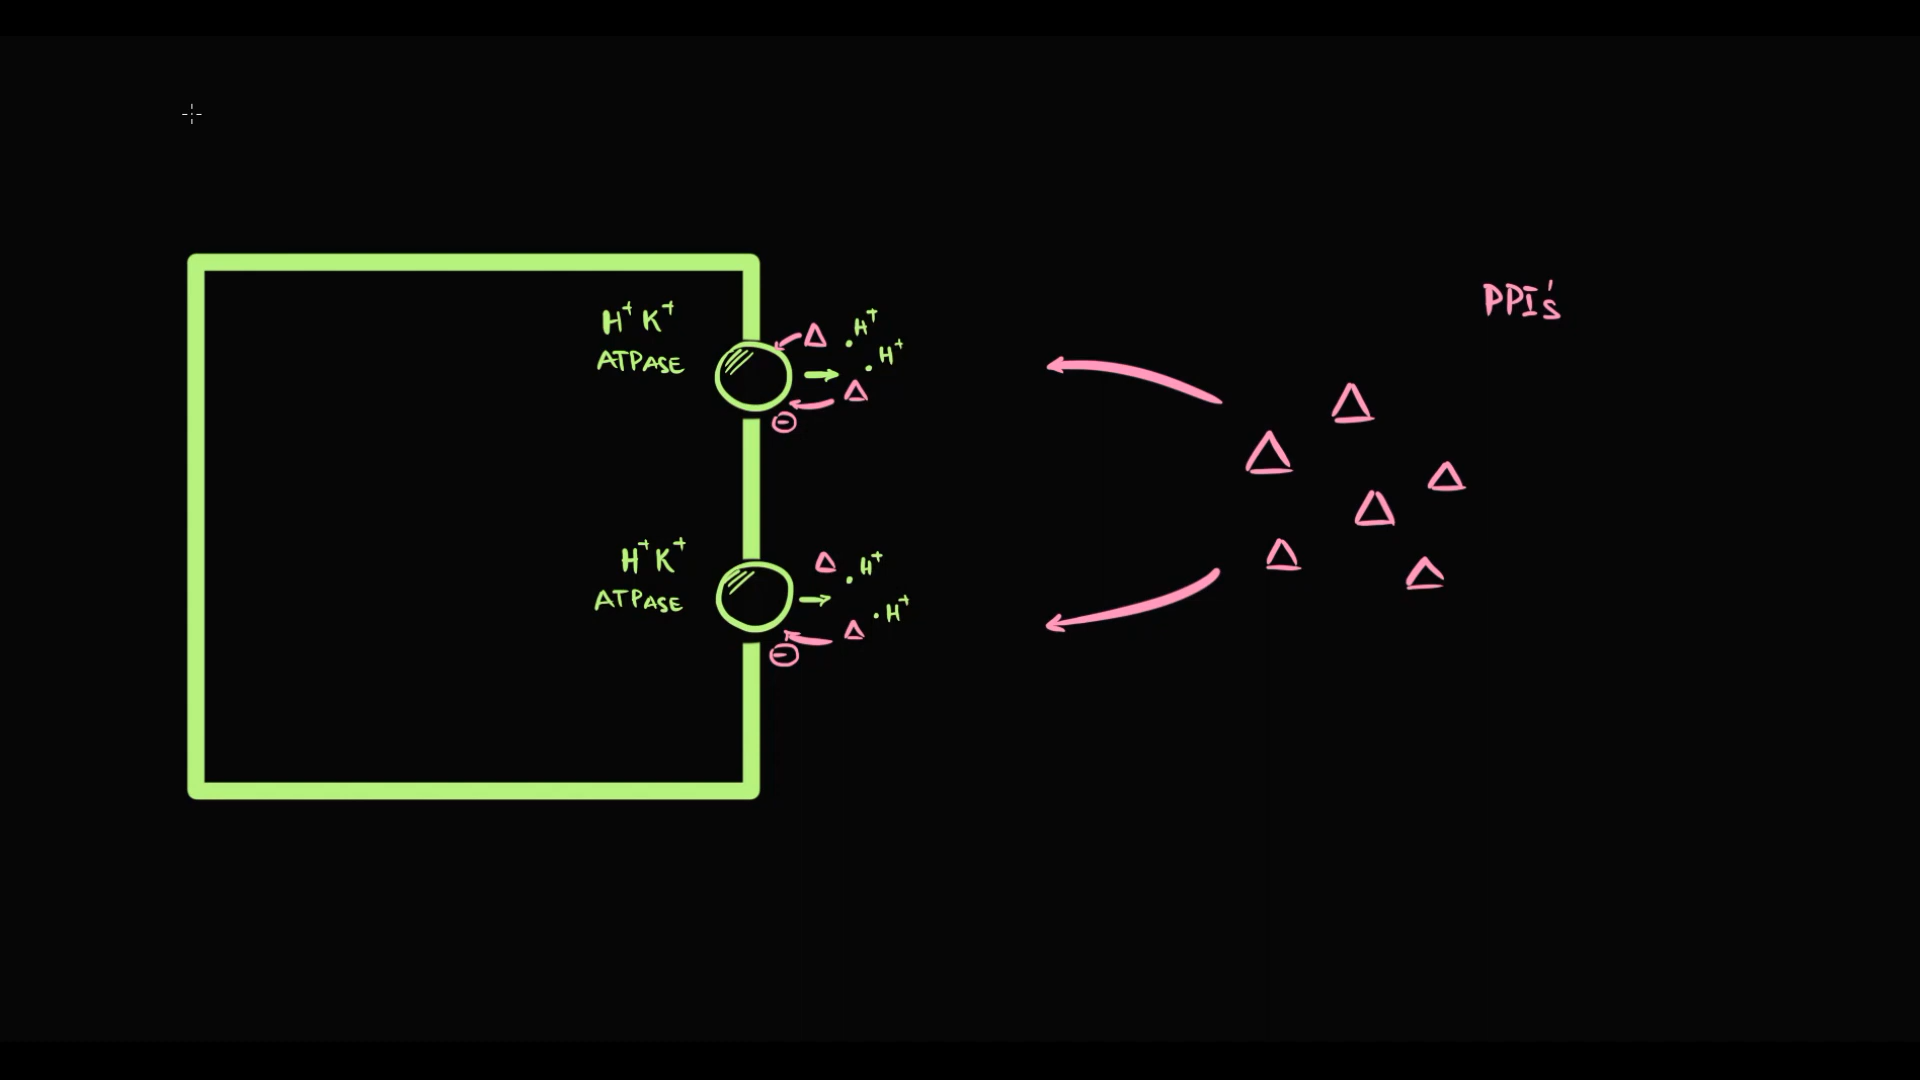 H⁺ K⁺
ATPASE
H⁺
H⁺
PPI's
H⁺ K⁺
ATPASE
H⁺
H⁺